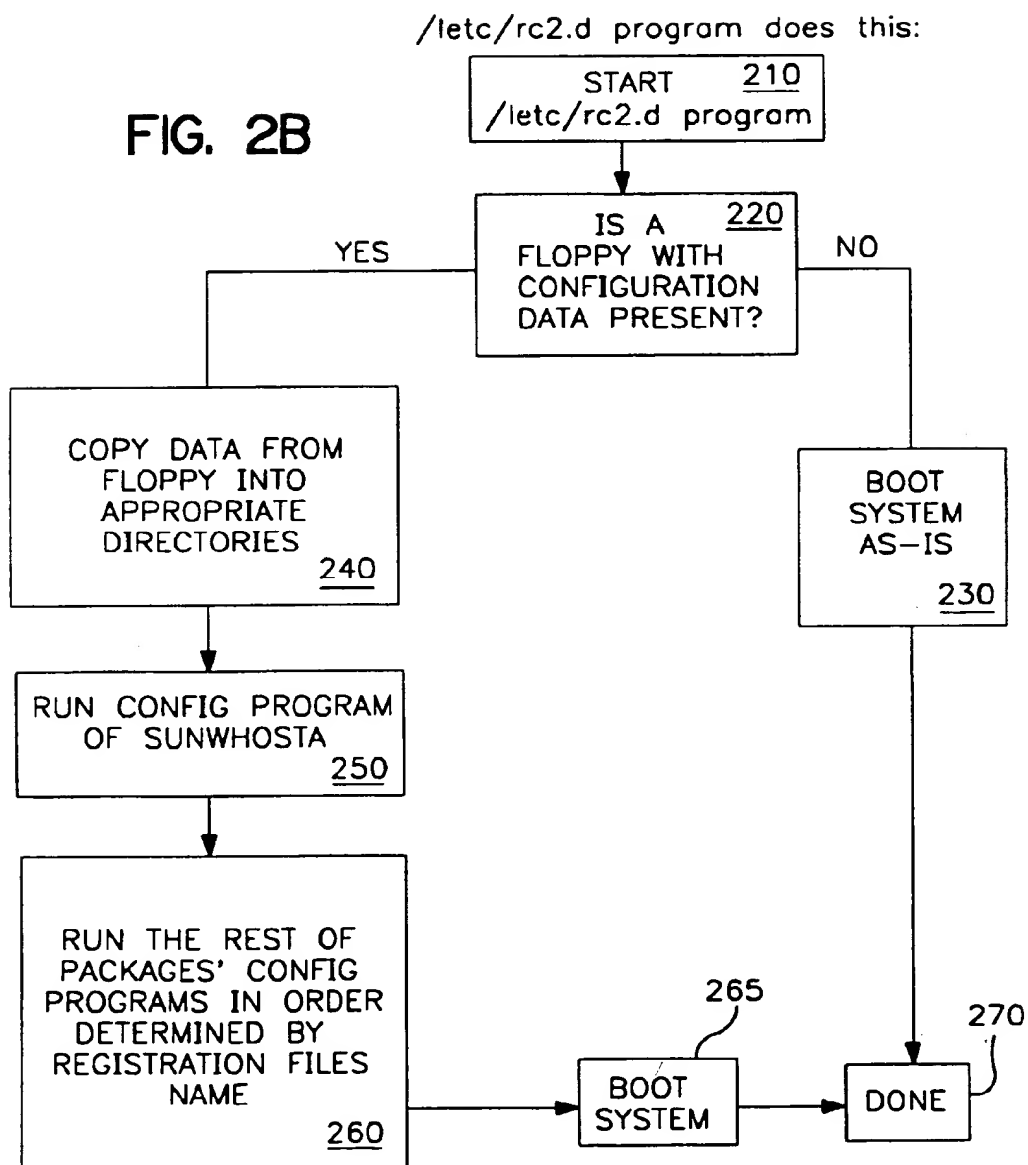 /letc/rc2.d program does this:
START 210
/letc/rc2.d program
FIG. 2B
IS A 220
FLOPPY WITH
CONFIGURATION
DATA PRESENT?
YES
NO
COPY DATA FROM
FLOPPY INTO
APPROPRIATE
DIRECTORIES
240
BOOT
SYSTEM
AS-IS
230
RUN CONFIG PROGRAM
OF SUNWHOSTA
250
RUN THE REST OF
PACKAGES' CONFIG
PROGRAMS IN ORDER
DETERMINED BY
REGISTRATION FILES
NAME
260
265
BOOT
SYSTEM
270
DONE